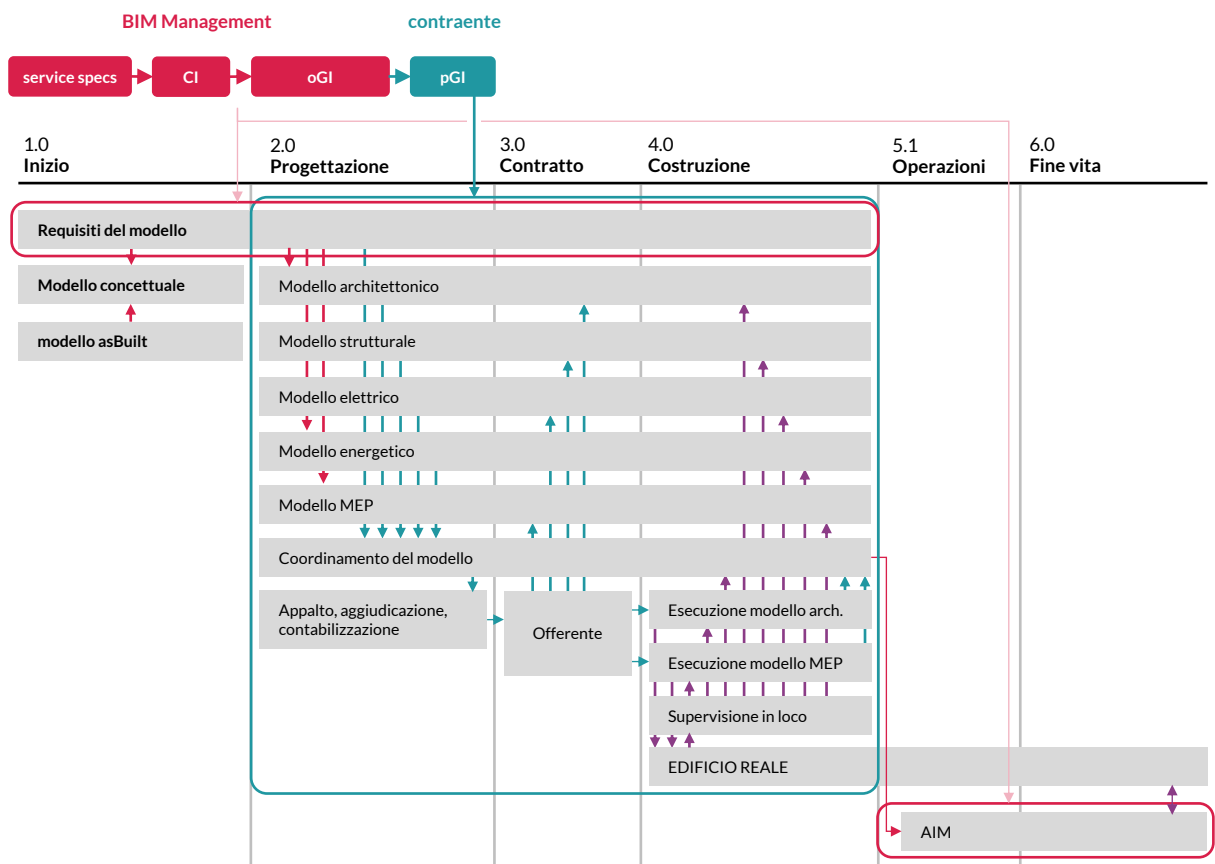 BIM Management
contraente
service specs
CI
oGI
pGI
1.0
Inizio
2.0
Progettazione
3.0
Contratto
4.0
Costruzione
5.1
Operazioni
6.0
Fine vita
Requisiti del modello
Modello concettuale
modello asBuilt
Modello architettonico
Modello strutturale
Modello elettrico
Modello energetico
Modello MEP
Coordinamento del modello
Appalto, aggiudicazione,
contabilizzazione
Offerente
Esecuzione modello arch.
Esecuzione modello MEP
Supervisione in loco
EDIFICIO REALE
AIM